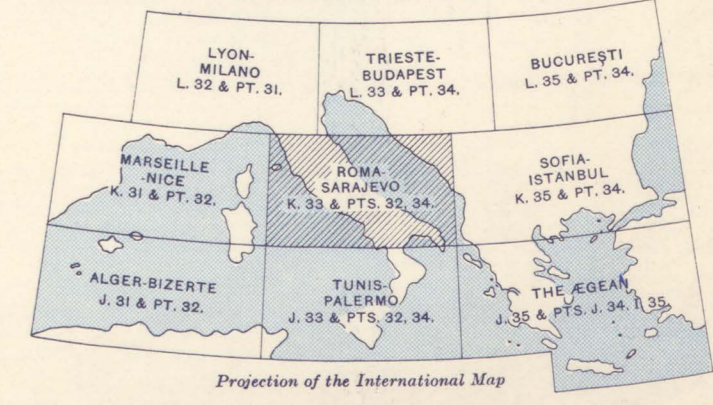 LYON-
MILANO
L. 32 & PT. 31.
TRIESTE-
BUDAPEST
L. 33 & PT. 34.
BUCUREȘTI
L. 35 & PT. 34.
MARSEILLE
-NICE
K. 31 & PT. 32.
ROMA-
SARAJEVO
K. 33 & PTS. 32, 34.
SOFIA-
ISTANBUL
K. 35 & PT. 34.
ALGER-BIZERTE
J. 31 & PT. 32.
TUNIS-
PALERMO
J. 33 & PTS. 32, 34.
THE ÆGEAN
J. 35 & PTS. J. 34. I. 35.
Projection of the International Map